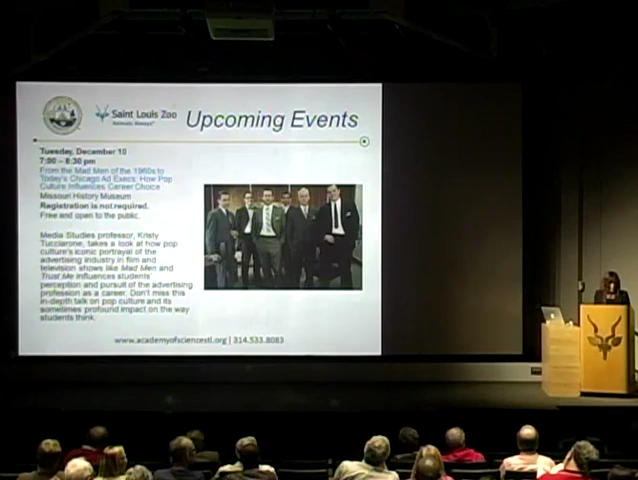 Saint Louis Zoo
Animals Always®
Upcoming Events
Tuesday, December 10
7:00 – 8:30 pm
From the Mad Men of the 1960s to
Today's Chicago Ad Execs: How Pop
Culture Influences Career Choice
Missouri History Museum
Registration is not required.
Free and open to the public.
Media Studies professor, Kristy
Tucciarone, takes a look at how pop
culture's iconic portrayal of the
advertising industry in film and
television shows like Mad Men and
Trust Me influences students'
perception and pursuit of the advertising
profession as a career. Don't miss this
in-depth talk on pop culture and its
sometimes profound impact on the way
students think.
www.academyofsciencestl.org | 314.533.8083